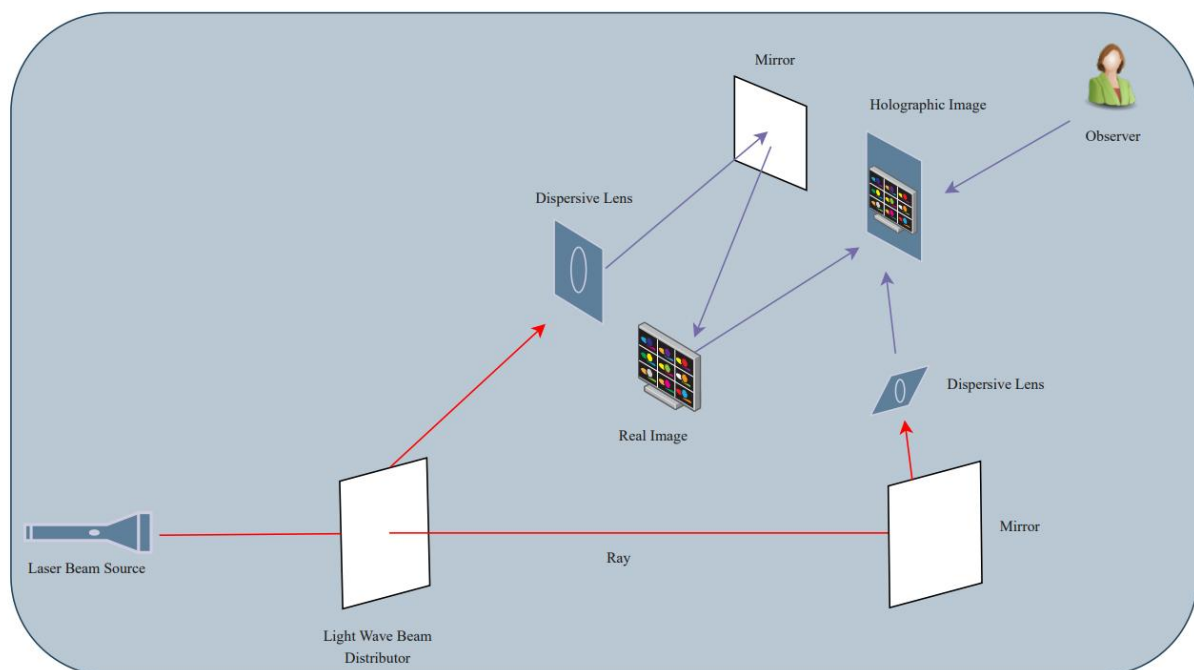 Mirror
Holographic Image
Observer
Dispersive Lens
Dispersive Lens
Real Image
Mirror
Ray
Laser Beam Source
Light Wave Beam
Distributor